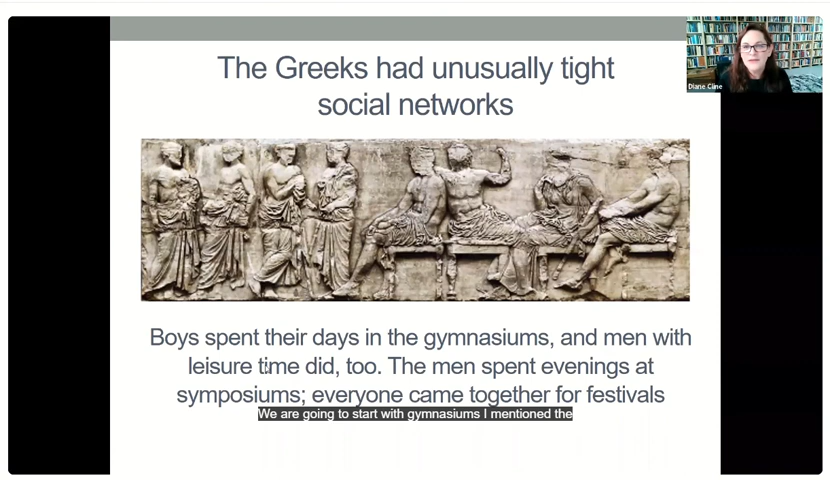 The Greeks had unusually tight
social networks
Diane Cline
Boys spent their days in the gymnasiums, and men with
leisure time did, too. The men spent evenings at
symposiums; everyone came together for festivals
We are going to start with gymnasiums I mentioned the